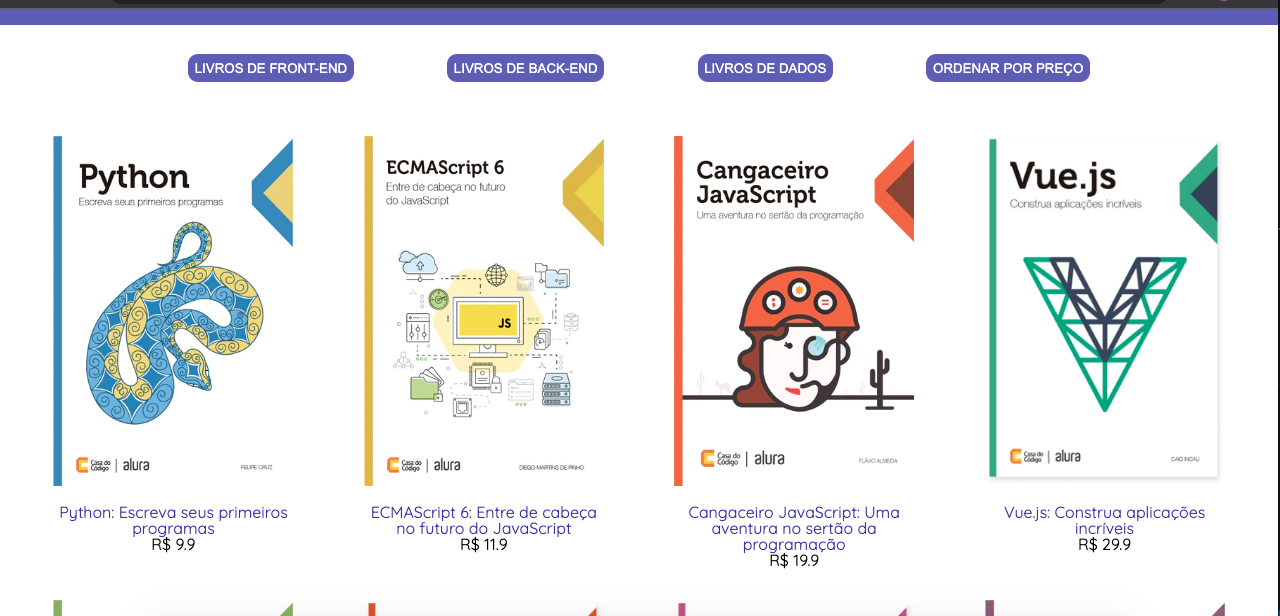 LIVROS DE FRONT-END
LIVROS DE BACK-END
LIVROS DE DADOS
ORDENAR POR PREÇO
Python
Escreva seus primeiros programas
Casa do
Código
alura
FELIPE CRUZ
Python: Escreva seus primeiros
programas
R$ 9.9
ECMAScript 6
Entre de cabeça no futuro
do JavaScript
JS
Casa do
Código
alura
DIEGO MARTINS DE PINHO
ECMAScript 6: Entre de cabeça
no futuro do JavaScript
R$ 11.9
Cangaceiro
JavaScript
Uma aventura no sertão da programação
; * =
Casa do
Código
alura
FLÁVIO ALMEIDA
Cangaceiro JavaScript: Uma
aventura no sertão da
programação
R$ 19.9
Vue.js
Construa aplicações incríveis
Casa do
Código
alura
CAIO INCAU
Vue.js: Construa aplicações
incríveis
R$ 29.9